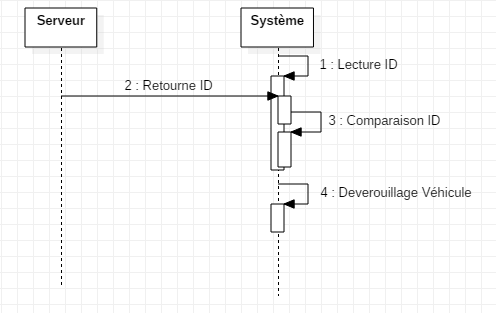 Serveur
Système
1 : Lecture ID
2 : Retourne ID
3 : Comparaison ID
4 : Deverouillage Véhicule